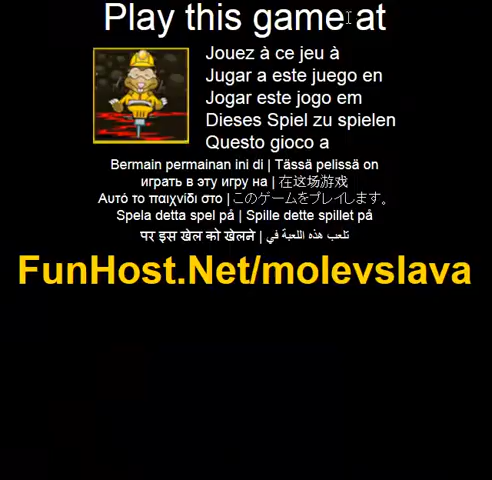 Play this game at
Jouez à ce jeu à
Jugar a este juego en
Jogar este jogo em
Dieses Spiel zu spielen
Questo gioco a
Bermain permainan ini di | Tässä pelissä on
играть в эту игру на | 在这场游戏
Αυτό το παιχνίδι στο | このゲームをプレイします。
Spela detta spel på | Spille dette spillet på
पर इस खेल को खेलने | تلعب هذه اللعبة في
FunHost.Net/molevslava